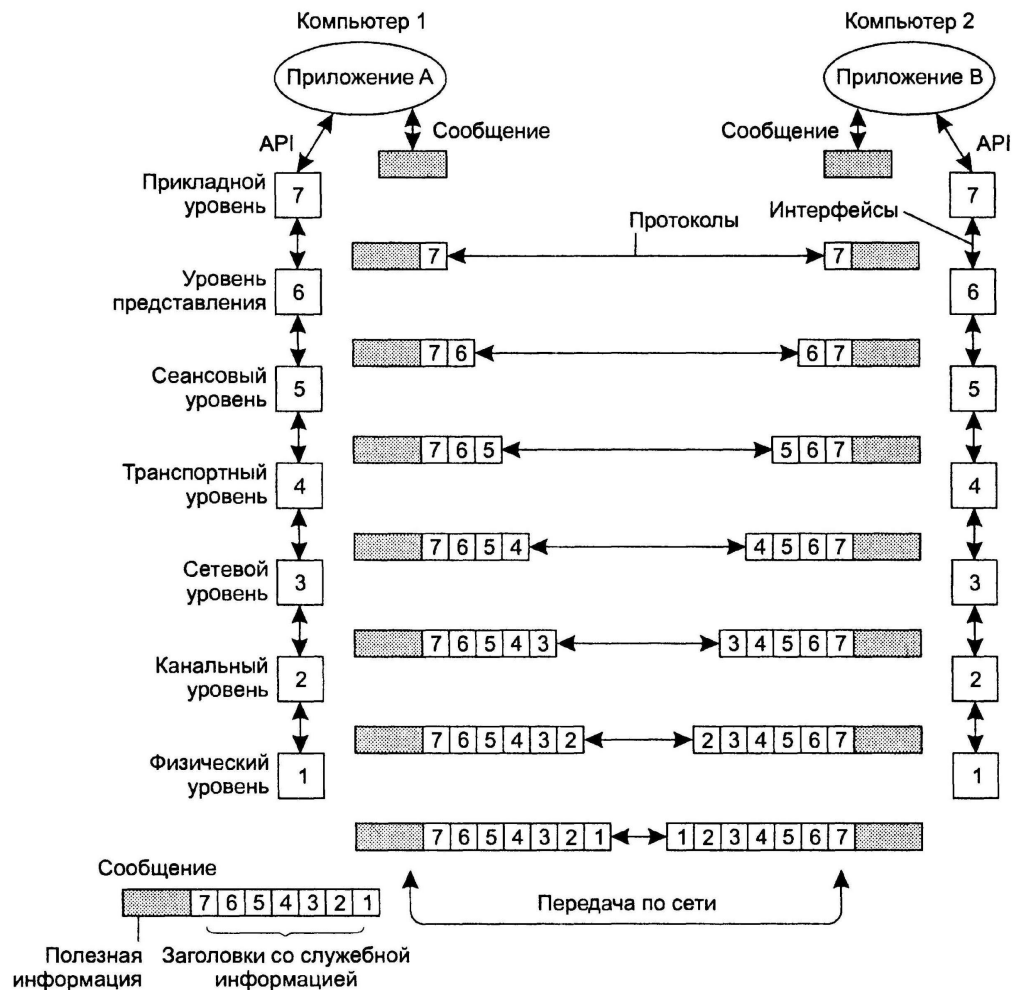 Компьютер 1
Компьютер 2
Приложение A
Приложение B
API
Сообщение
Сообщение
API
Прикладной
уровень
7
7
Интерфейсы
Протоколы
7
7
Уровень
представления
6
6
7 6
6 7
Сеансовый
уровень
5
5
7 6 5
5 6 7
Транспортный
уровень
4
4
7 6 5 4
4 5 6 7
Сетевой
уровень
3
3
7 6 5 4 3
3 4 5 6 7
Канальный
уровень
2
2
7 6 5 4 3 2
2 3 4 5 6 7
Физический
уровень
1
1
7 6 5 4 3 2 1
1 2 3 4 5 6 7
Сообщение
7 6 5 4 3 2 1
Передача по сети
Полезная
информация
Заголовки со служебной
информацией